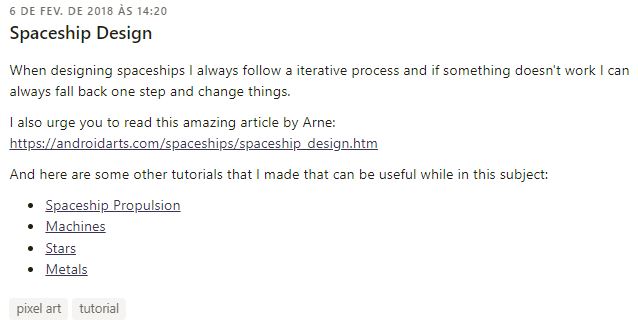 6 DE FEV. DE 2018 ÀS 14:20
Spaceship Design
When designing spaceships I always follow a iterative process and if something doesn't work I can
always fall back one step and change things.
I also urge you to read this amazing article by Arne:
https://androidarts.com/spaceships/spaceship_design.htm
And here are some other tutorials that I made that can be useful while in this subject:
• Spaceship Propulsion
• Machines
• Stars
• Metals
pixel art tutorial